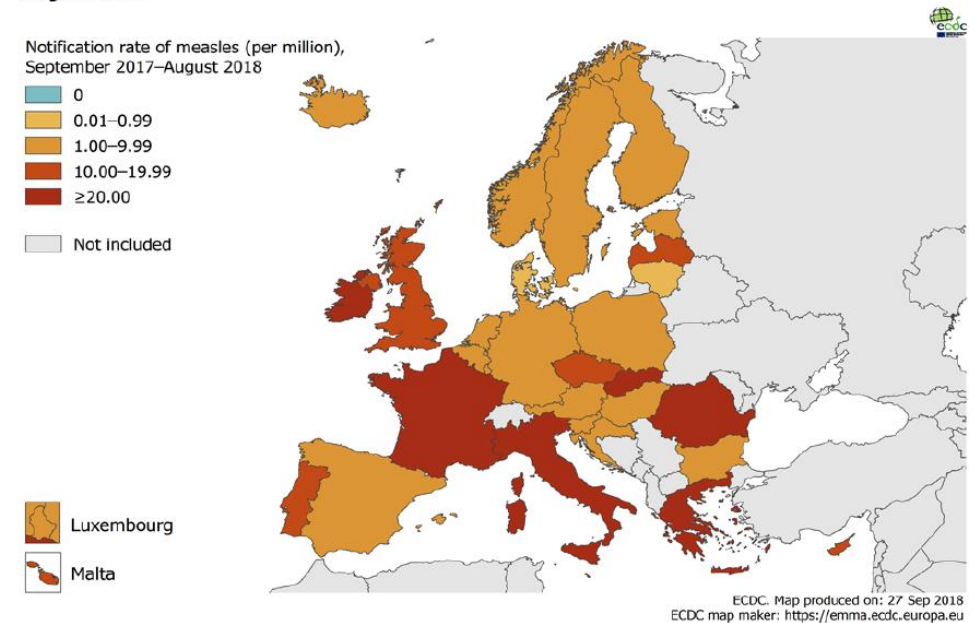 ecdc
Notification rate of measles (per million),
September 2017–August 2018
0
0.01–0.99
1.00–9.99
10.00–19.99
≥20.00
Not included
Luxembourg
Malta
ECDC. Map produced on: 27 Sep 2018
ECDC map maker: https://emma.ecdc.europa.eu